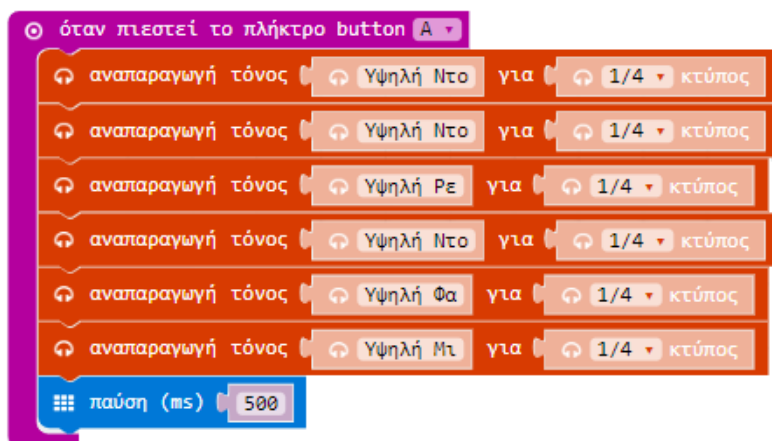 όταν πιεστεί το πλήκτρο button A
αναπαραγωγή τόνος Υψηλή Ντο για 1/4 κτύπος
αναπαραγωγή τόνος Υψηλή Ντο για 1/4 κτύπος
αναπαραγωγή τόνος Υψηλή Ρε για 1/4 κτύπος
αναπαραγωγή τόνος Υψηλή Ντο για 1/4 κτύπος
αναπαραγωγή τόνος Υψηλή Φα για 1/4 κτύπος
αναπαραγωγή τόνος Υψηλή Μι για 1/4 κτύπος
παύση (ms) 500